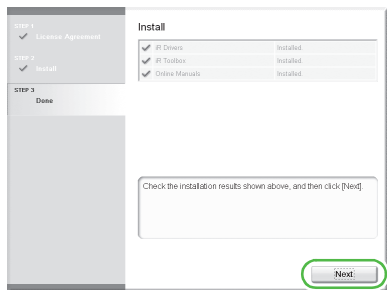 STEP 1
License Agreement
STEP 2
Install
STEP 3
Done
Install
iR Drivers Installed.
iR Toolbox Installed.
Online Manuals Installed.
Check the installation results shown above, and then click [Next].
Next